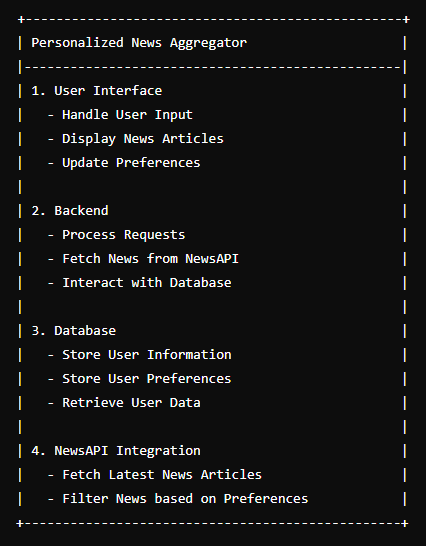 +-------------------------------------------------+
| Personalized News Aggregator                    |
|-------------------------------------------------|
| 1. User Interface                               |
|   - Handle User Input                           |
|   - Display News Articles                       |
|   - Update Preferences                          |
|                                                 |
| 2. Backend                                      |
|   - Process Requests                            |
|   - Fetch News from NewsAPI                     |
|   - Interact with Database                      |
|                                                 |
| 3. Database                                     |
|   - Store User Information                      |
|   - Store User Preferences                      |
|   - Retrieve User Data                          |
|                                                 |
| 4. NewsAPI Integration                          |
|   - Fetch Latest News Articles                  |
|   - Filter News based on Preferences            |
+-------------------------------------------------+